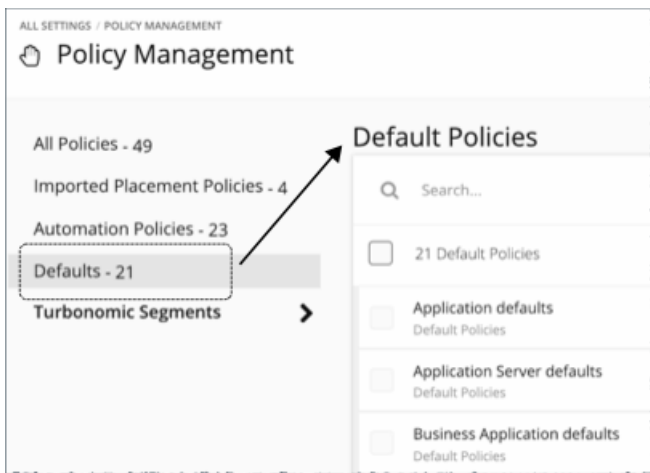 ALL SETTINGS / POLICY MANAGEMENT
Policy Management
All Policies - 49
Imported Placement Policies - 4
Automation Policies - 23
Defaults - 21
Turbonomic Segments
Default Policies
Search...
21 Default Policies
Application defaults
Default Policies
Application Server defaults
Default Policies
Business Application defaults
Default Policies